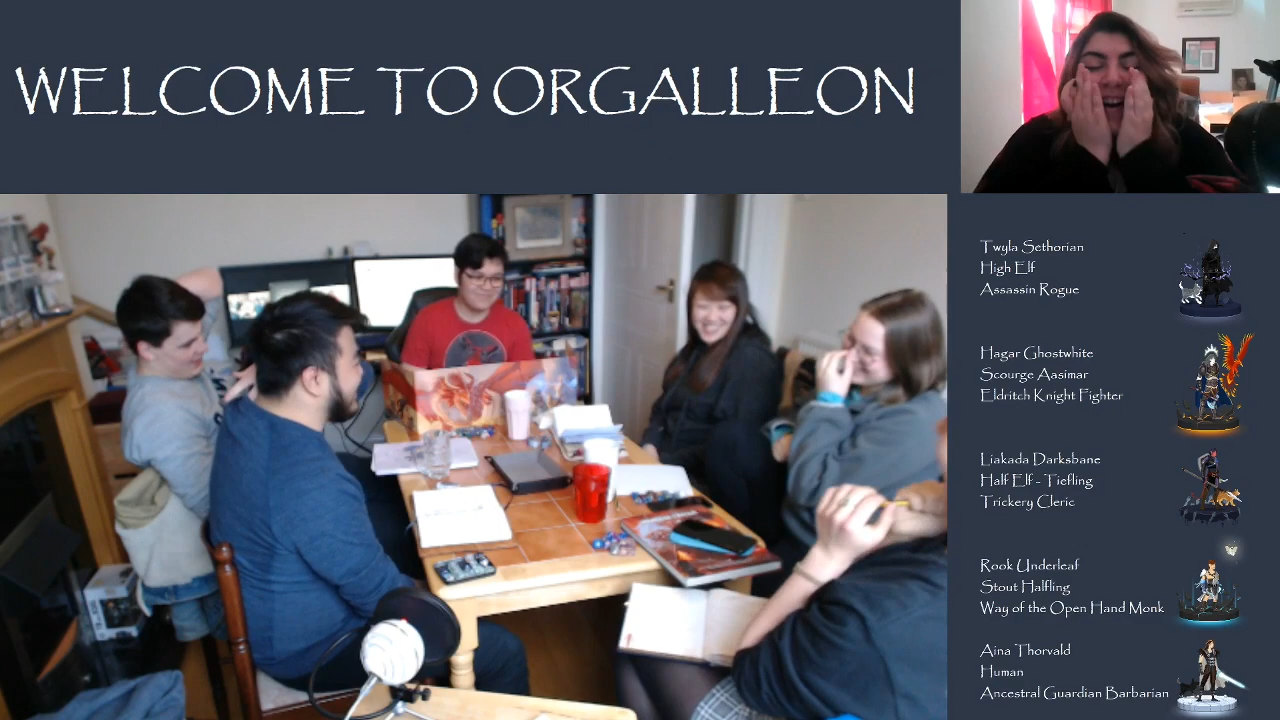 WELCOME TO ORGALLEON
Twyla Sethorian
High Elf
Assassin Rogue
Hagar Ghostwhite
Scourge Aasimar
Eldritch Knight Fighter
Liakada Darksbane
Half Elf - Tiefling
Trickery Cleric
Rook Underleaf
Stout Halfling
Way of the Open Hand Monk
Aina Thorvald
Human
Ancestral Guardian Barbarian